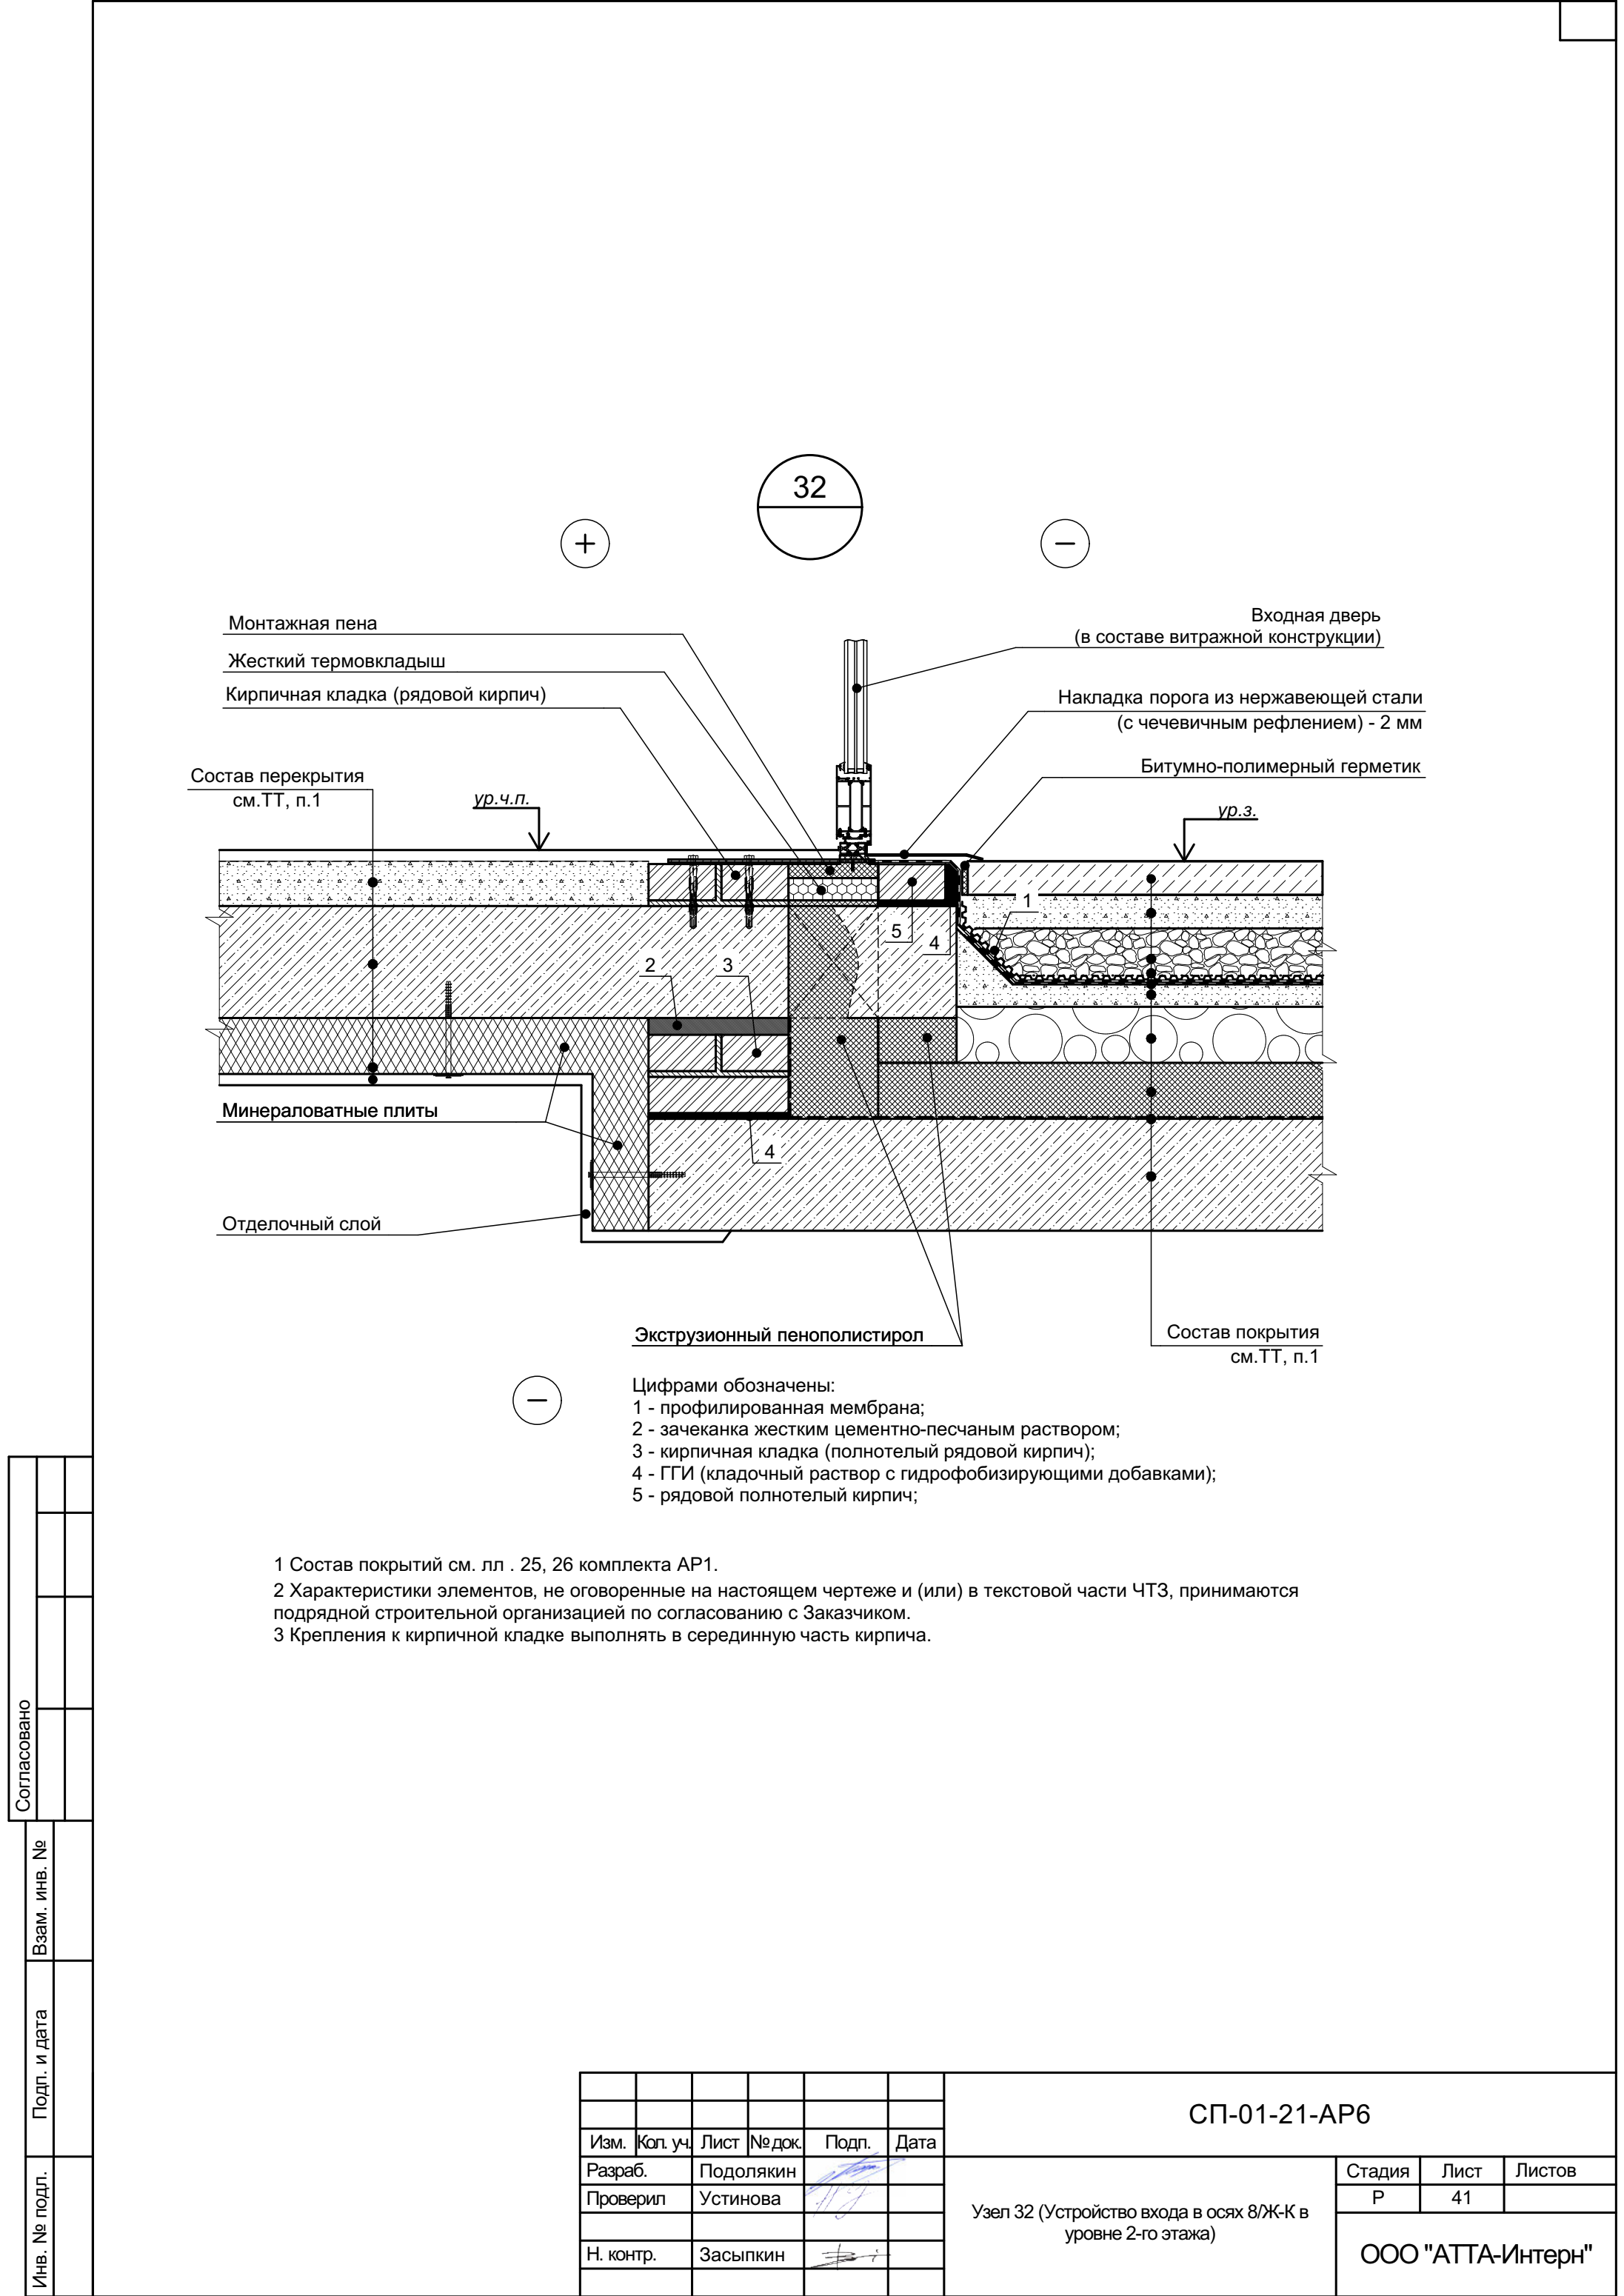 32
+
−
Монтажная пена
Жесткий термовкладыш
Кирпичная кладка (рядовой кирпич)
Состав перекрытия
см.ТТ, п.1
ур.ч.п.
Входная дверь
(в составе витражной конструкции)
Накладка порога из нержавеющей стали
(с чечевичным рефлением) - 2 мм
Битумно-полимерный герметик
ур.з.
1
5
4
2
3
4
Минераловатные плиты
Отделочный слой
Экструзионный пенополистирол
Состав покрытия
см.ТТ, п.1
−
Цифрами обозначены:
1 - профилированная мембрана;
2 - зачеканка жестким цементно-песчаным раствором;
3 - кирпичная кладка (полнотелый рядовой кирпич);
4 - ГГИ (кладочный раствор с гидрофобизирующими добавками);
5 - рядовой полнотелый кирпич;
1 Состав покрытий см. лл . 25, 26 комплекта АР1.
2 Характеристики элементов, не оговоренные на настоящем чертеже и (или) в текстовой части ЧТЗ, принимаются
подрядной строительной организацией по согласованию с Заказчиком.
3 Крепления к кирпичной кладке выполнять в серединную часть кирпича.
Согласовано
Взам. инв. №
Подп. и дата
Инв. № подл.
СП-01-21-АР6
Изм. Кол. уч. Лист № док. Подп. Дата
Разраб. Подолякин
Проверил Устинова
Н. контр. Засыпкин
Узел 32 (Устройство входа в осях 8/Ж-К в
уровне 2-го этажа)
Стадия Лист Листов
Р 41
ООО "АТТА-Интерн"